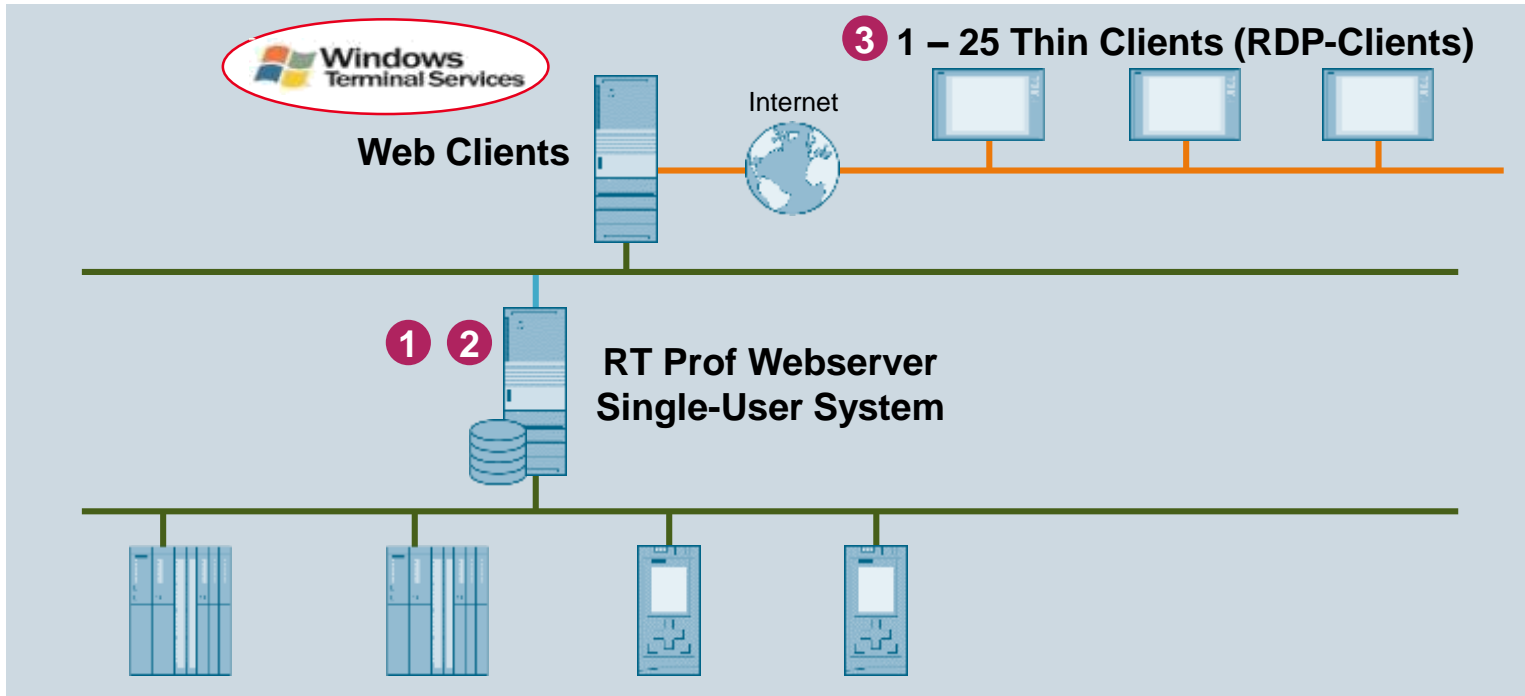 Windows
Terminal Services
3 1 – 25 Thin Clients (RDP-Clients)
Internet
Web Clients
1 2
RT Prof Webserver
Single-User System